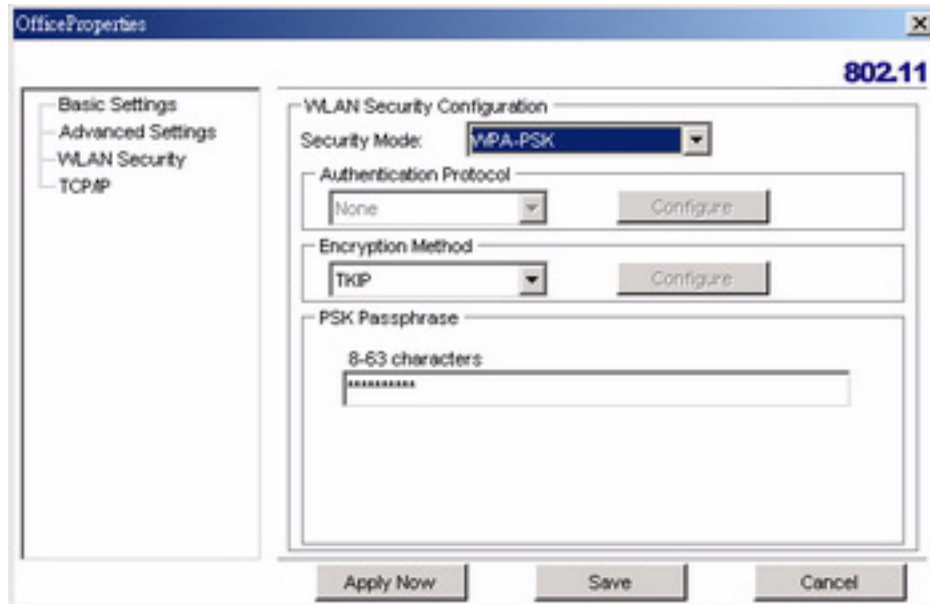 OfficeProperties
802.11
Basic Settings
Advanced Settings
WLAN Security
TCP/IP
WLAN Security Configuration
Security Mode: WPA-PSK
Authentication Protocol
None Configure
Encryption Method
TKIP Configure
PSK Passphrase
8-63 characters
**********
Apply Now Save Cancel